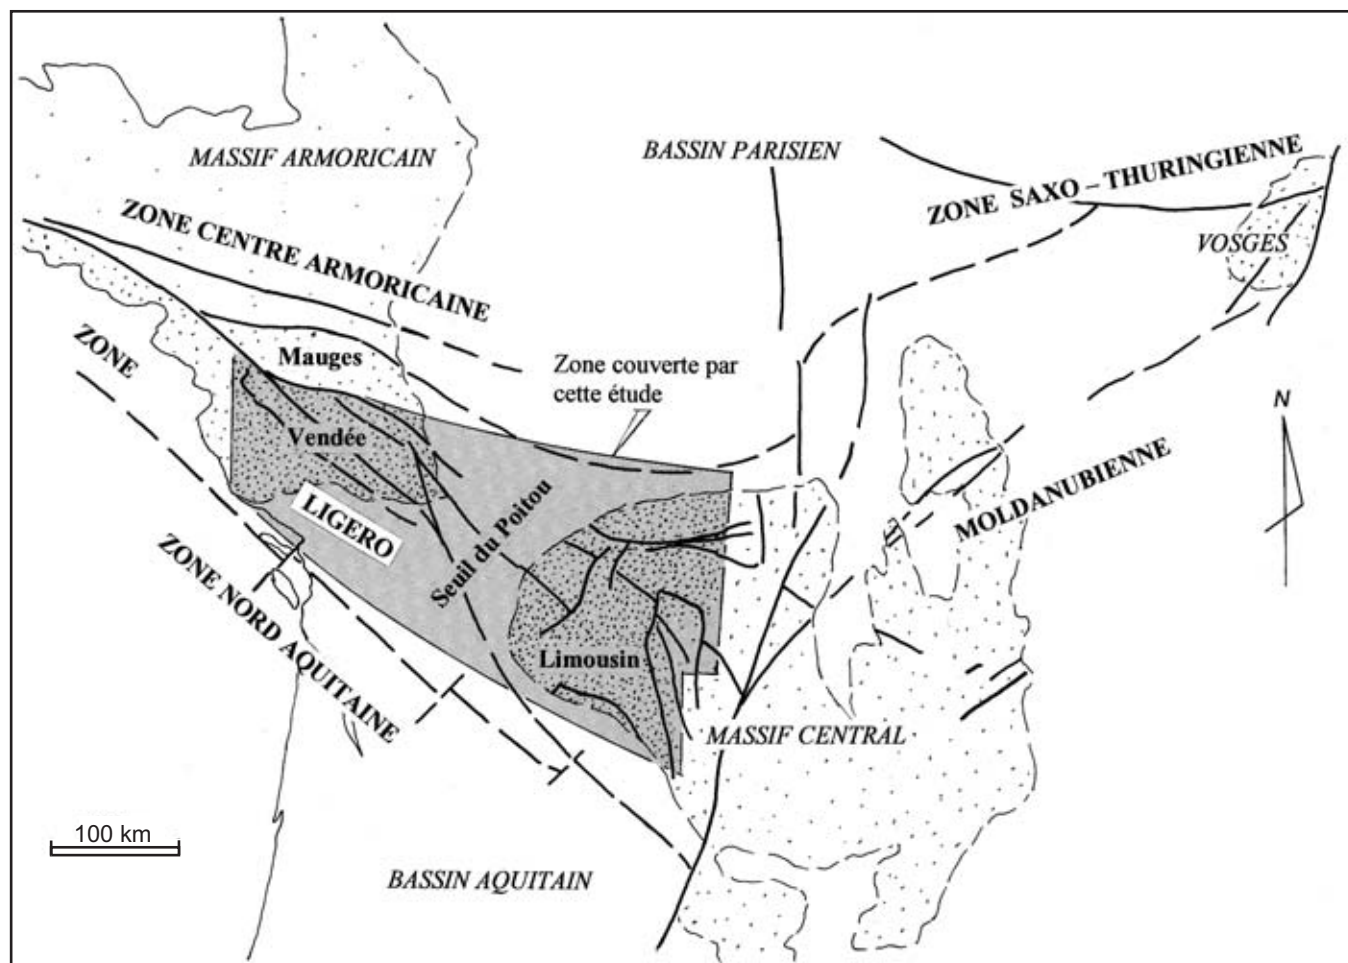 MASSIF ARMORICAIN
BASSIN PARISIEN
ZONE SAXO – THURINGIENNE
VOSGES
ZONE CENTRE ARMORICAINE
ZONE
Mauges
Zone couverte par
cette étude
Vendée
LIGERO
Seuil du Poitou
MOLDANUBIENNE
N
ZONE NORD AQUITAINE
Limousin
MASSIF CENTRAL
100 km
BASSIN AQUITAIN